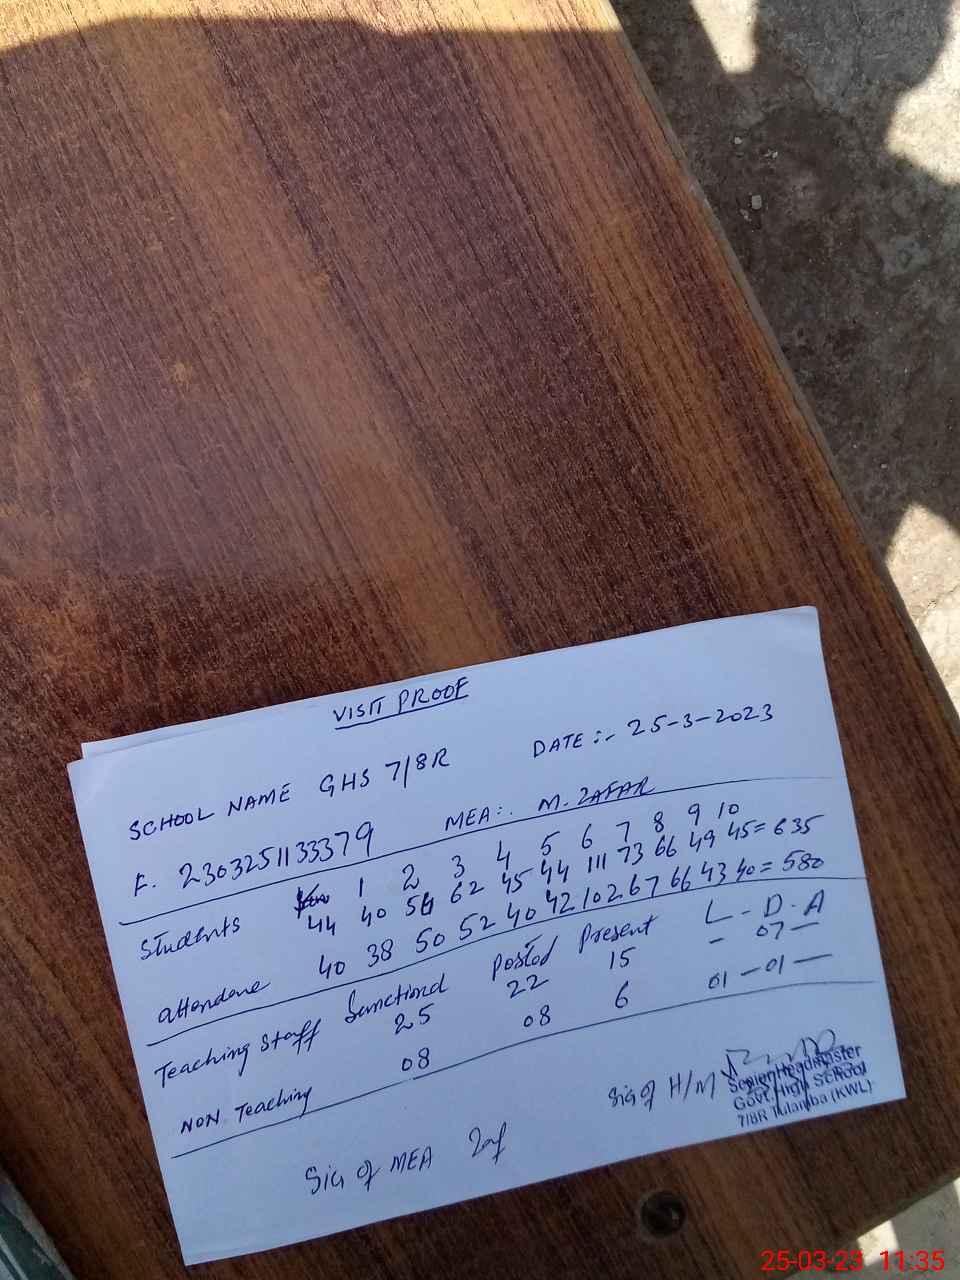 VISIT PROOF
SCHOOL NAME GHS 7/8R DATE:- 25-3-2023
F. 2303251133379 MEA:. M. ZAFAR
1 2 3 4 5 6 7 8 9 10
Students 44 40 54 62 45 44 111 73 66 49 45 = 635
Attendance 40 38 50 52 40 42 102 67 66 43 40 = 580
Sanctiond Posted Present L - D - A
Teaching Staff 25 22 15 - 07 -
NON Teaching 08 08 6 01 - 01 -
Sig of H/M
Senior Headmaster
Govt. High SCHOOL
7/8R Tulamba (KWL)
Sig of MEA Zaf
25-03-23 11:35